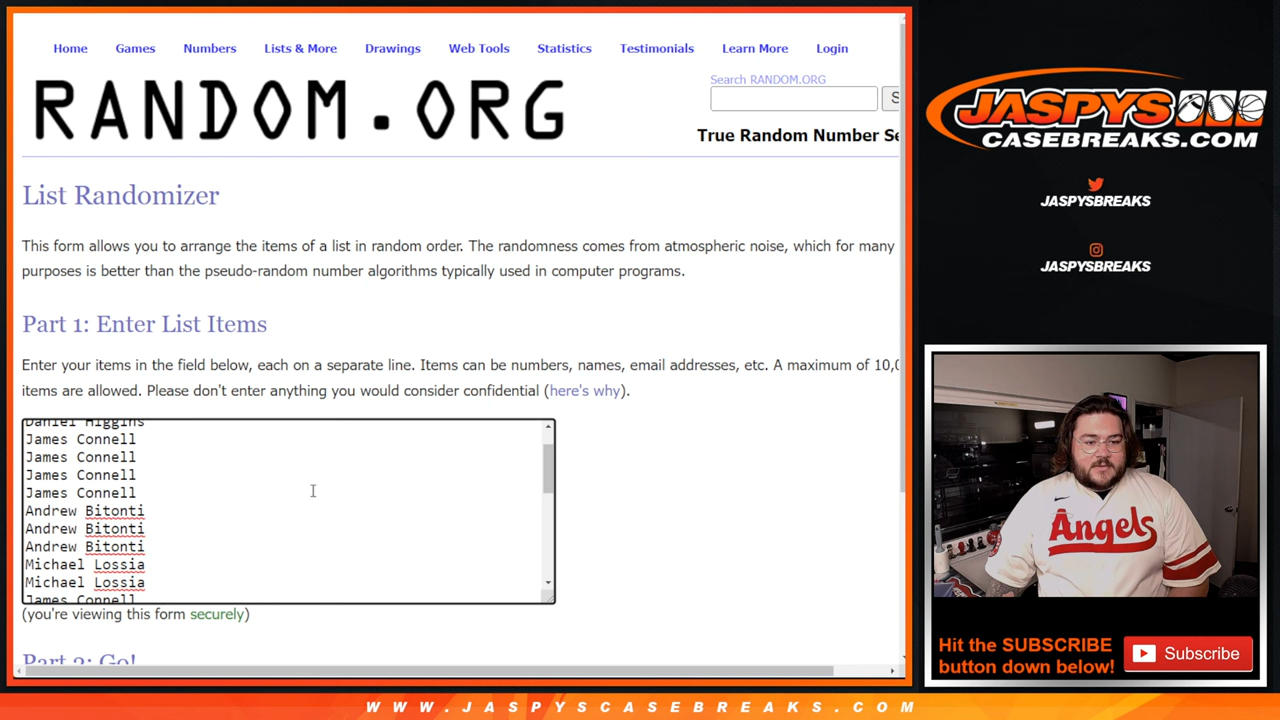 Home Games Numbers Lists & More Drawings Web Tools Statistics Testimonials Learn More Login
Search RANDOM.ORG
RANDOM.ORG
True Random Number Se
List Randomizer
This form allows you to arrange the items of a list in random order. The randomness comes from atmospheric noise, which for many
purposes is better than the pseudo-random number algorithms typically used in computer programs.
Part 1: Enter List Items
Enter your items in the field below, each on a separate line. Items can be numbers, names, email addresses, etc. A maximum of 10,0
items are allowed. Please don't enter anything you would consider confidential (here's why).
Daniel Higgins
James Connell
James Connell
James Connell
James Connell
Andrew Bitonti
Andrew Bitonti
Andrew Bitonti
Michael Lossia
Michael Lossia
James Connell
(you're viewing this form securely)
Part 2: Go!
JASPYS
CASEBREAKS.COM
JASPYSBREAKS
JASPYSBREAKS
Angels
Hit the SUBSCRIBE
button down below!
Subscribe
WWW.JASPYSCASEBREAKS.COM